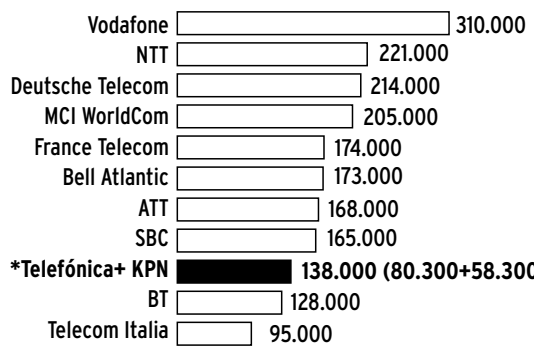 Vodafone 310.000
NTT 221.000
Deutsche Telecom 214.000
MCI WorldCom 205.000
France Telecom 174.000
Bell Atlantic 173.000
ATT 168.000
SBC 165.000
*Telefónica+ KPN 138.000 (80.300+58.300
BT 128.000
Telecom Italia 95.000